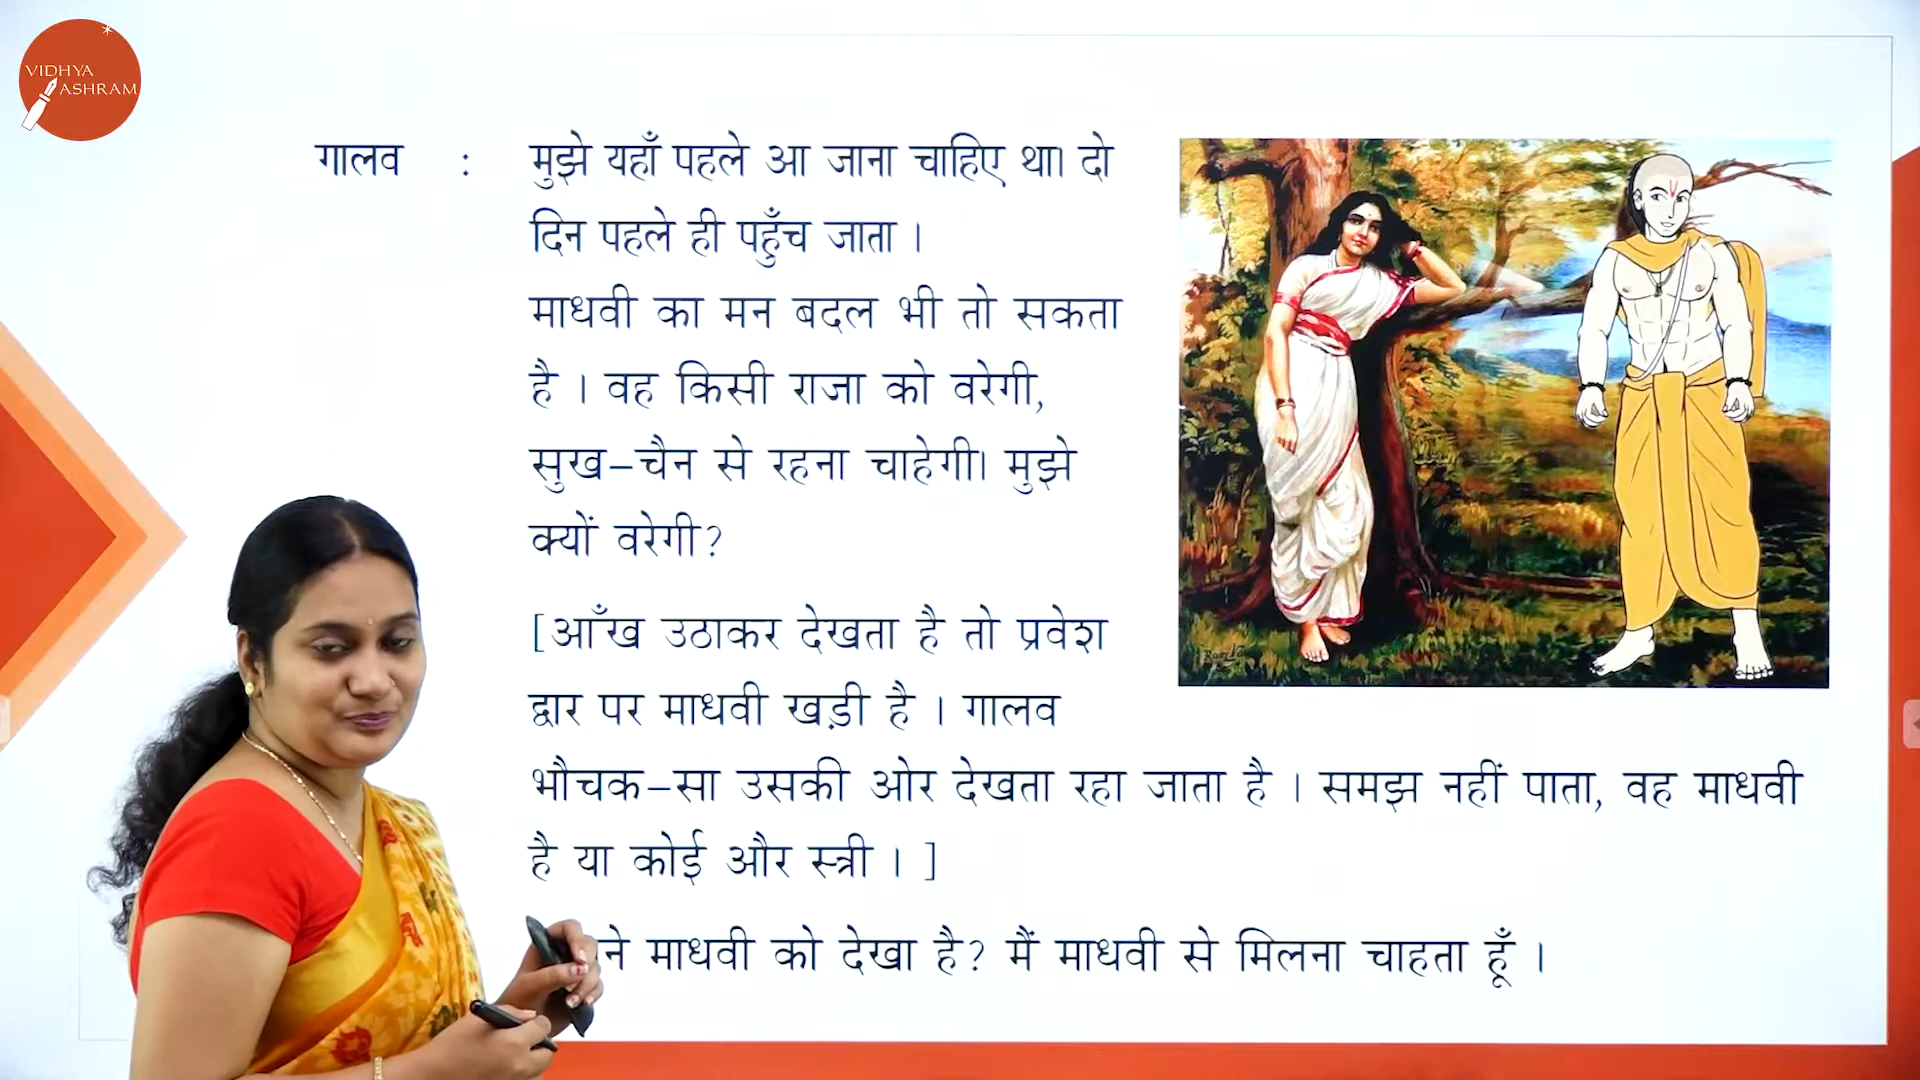 VIDHYA
ASHRAM
गालव : मुझे यहाँ पहले आ जाना चाहिए था। दो
दिन पहले ही पहुँच जाता ।
माधवी का मन बदल भी तो सकता
है । वह किसी राजा को वरेगी,
सुख–चैन से रहना चाहेगी। मुझे
क्यों वरेगी?
[आँख उठाकर देखता है तो प्रवेश
द्वार पर माधवी खड़ी है । गालव
भौचक–सा उसकी ओर देखता रहा जाता है । समझ नहीं पाता, वह माधवी
है या कोई और स्त्री । ]
ने माधवी को देखा है? मैं माधवी से मिलना चाहता हूँ ।